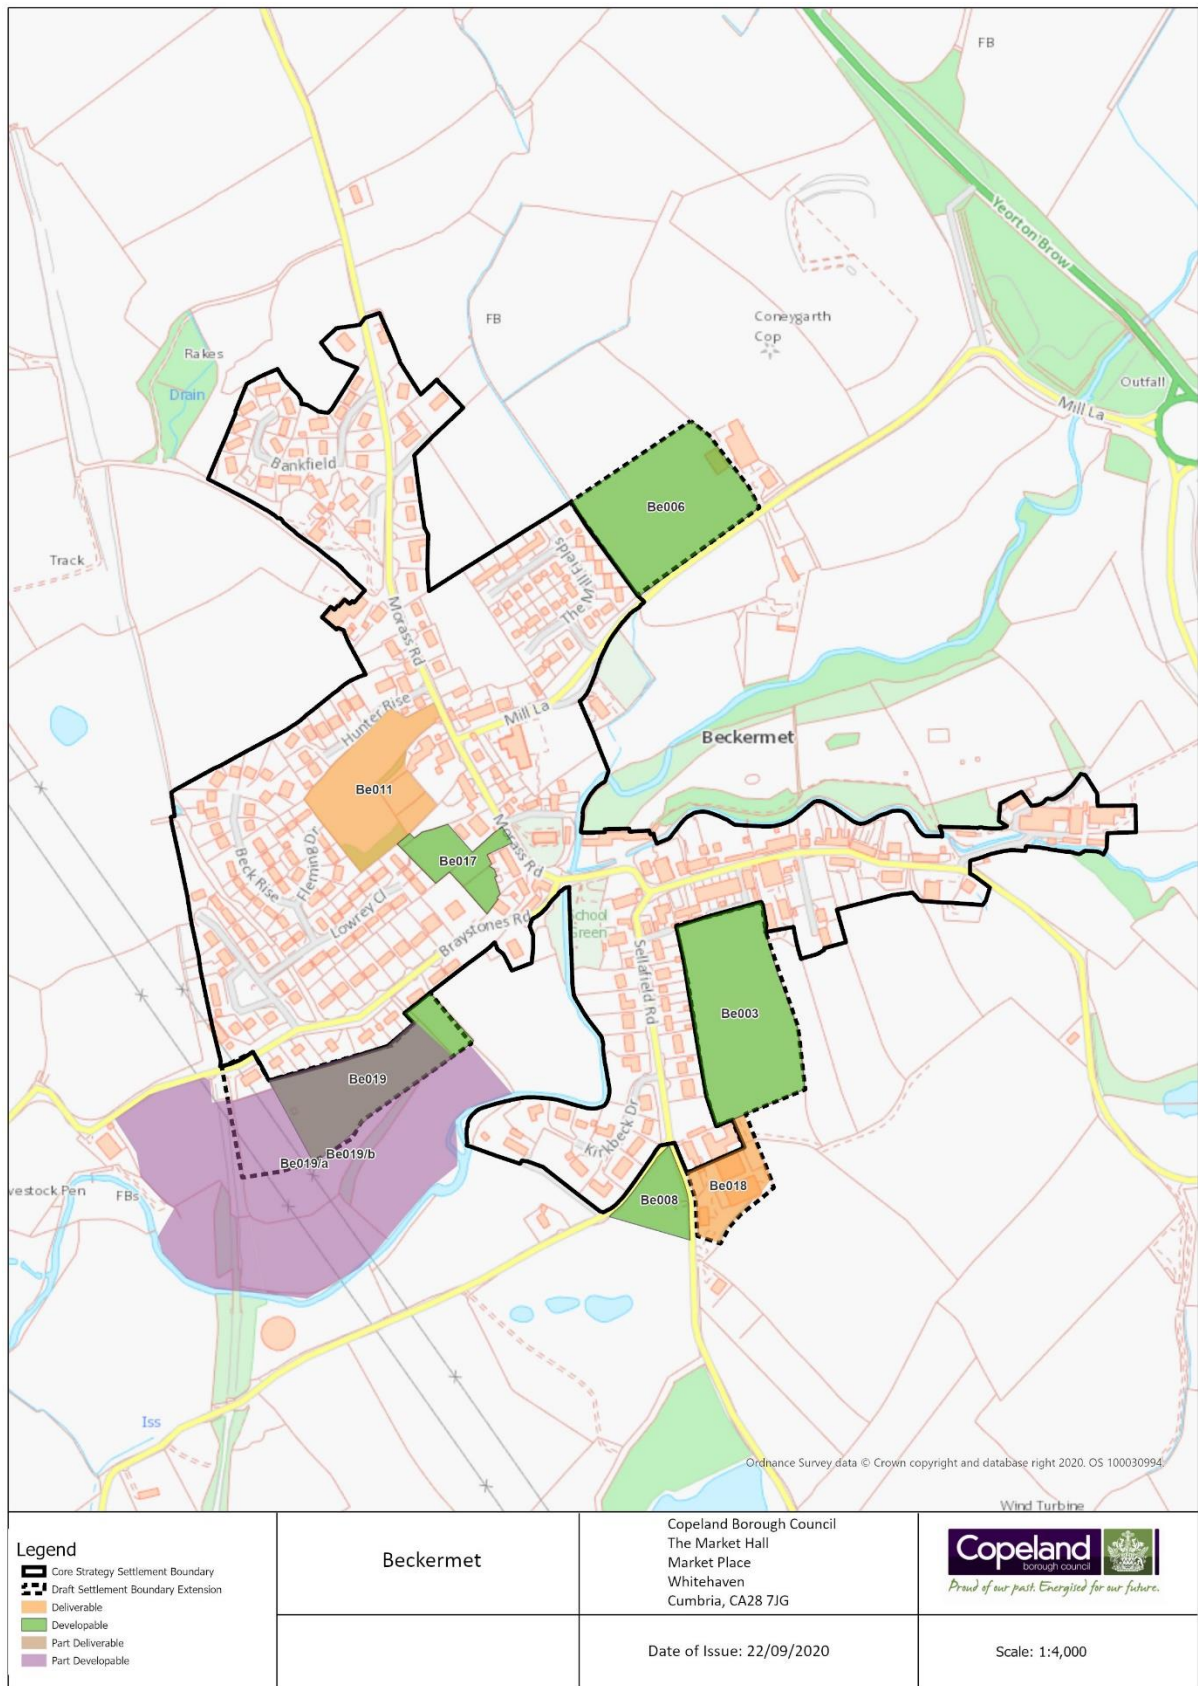 FB
Yeorton Brow
FB
Coneygarth
Cop
Rakes
Drain
Outfall
Mill La
Bankfield
Be006
Track
The Mill Fields
Morass Rd
Hunter Rise
Mill La
Beckermet
Be011
Morass Rd
Be017
Fleming Dr
Beck Rise
Lowrey Cl
Braystones Rd
School
Green
Sellafield Rd
Be003
Be019
Be019/b
Be019/a
Kirkbeck Dr
Be018
Be008
vestock Pen
FBs
Iss
Ordnance Survey data © Crown copyright and database right 2020. OS 100030994.
Wind Turbine
Legend
Core Strategy Settlement Boundary
Draft Settlement Boundary Extension
Deliverable
Developable
Part Deliverable
Part Developable
Beckermet
Copeland Borough Council
The Market Hall
Market Place
Whitehaven
Cumbria, CA28 7JG
Date of Issue: 22/09/2020
Copeland
borough council
Proud of our past. Energised for our future.
Scale: 1:4,000